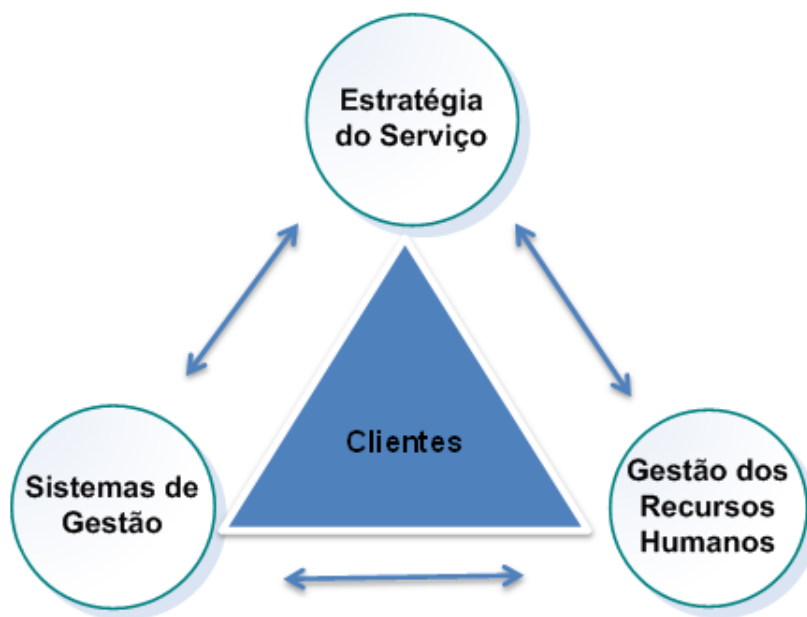 Estratégia
do Serviço
Clientes
Sistemas de
Gestão
Gestão dos
Recursos
Humanos